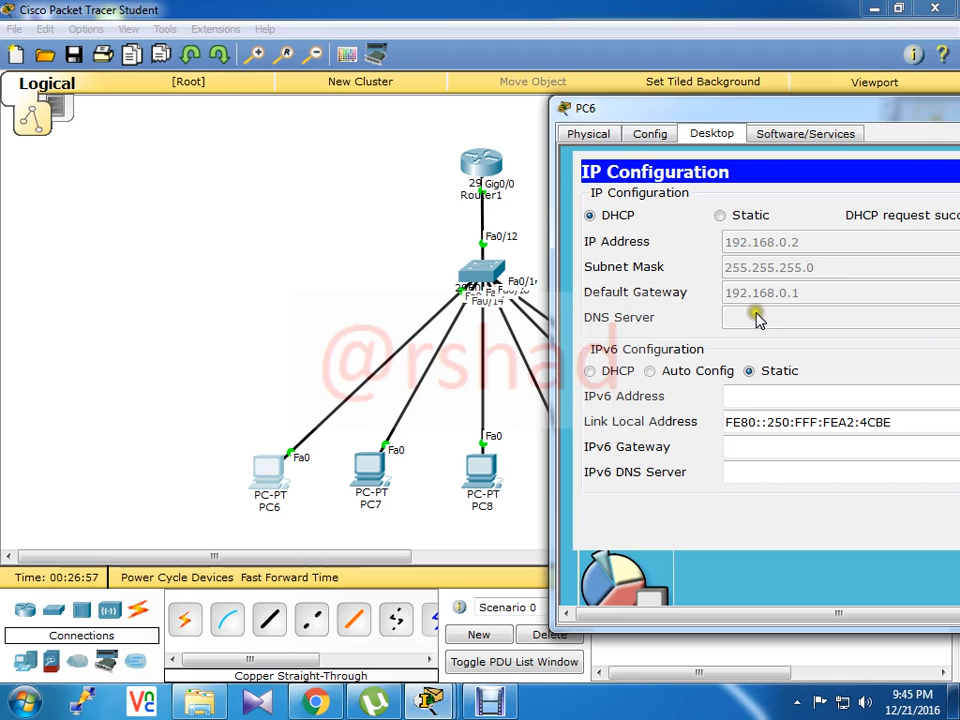 Cisco Packet Tracer Student
File Edit Options View Tools Extensions Help
Logical [Root] New Cluster Move Object Set Tiled Background Viewport
PC6
Physical Config Desktop Software/Services
IP Configuration
IP Configuration
DHCP Static DHCP request succ
IP Address 192.168.0.2
Subnet Mask 255.255.255.0
Default Gateway 192.168.0.1
DNS Server
IPv6 Configuration
DHCP Auto Config Static
IPv6 Address
Link Local Address FE80::250:FFF:FEA2:4CBE
IPv6 Gateway
IPv6 DNS Server
Gig0/0
Router1
Fa0/12
Fa0/14
@rshad
Fa0 Fa0 Fa0
PC-PT PC-PT PC-PT
PC6 PC7 PC8
Time: 00:26:57 Power Cycle Devices Fast Forward Time
Connections
Scenario 0
New Delete
Toggle PDU List Window
Copper Straight-Through
9:45 PM
12/21/2016